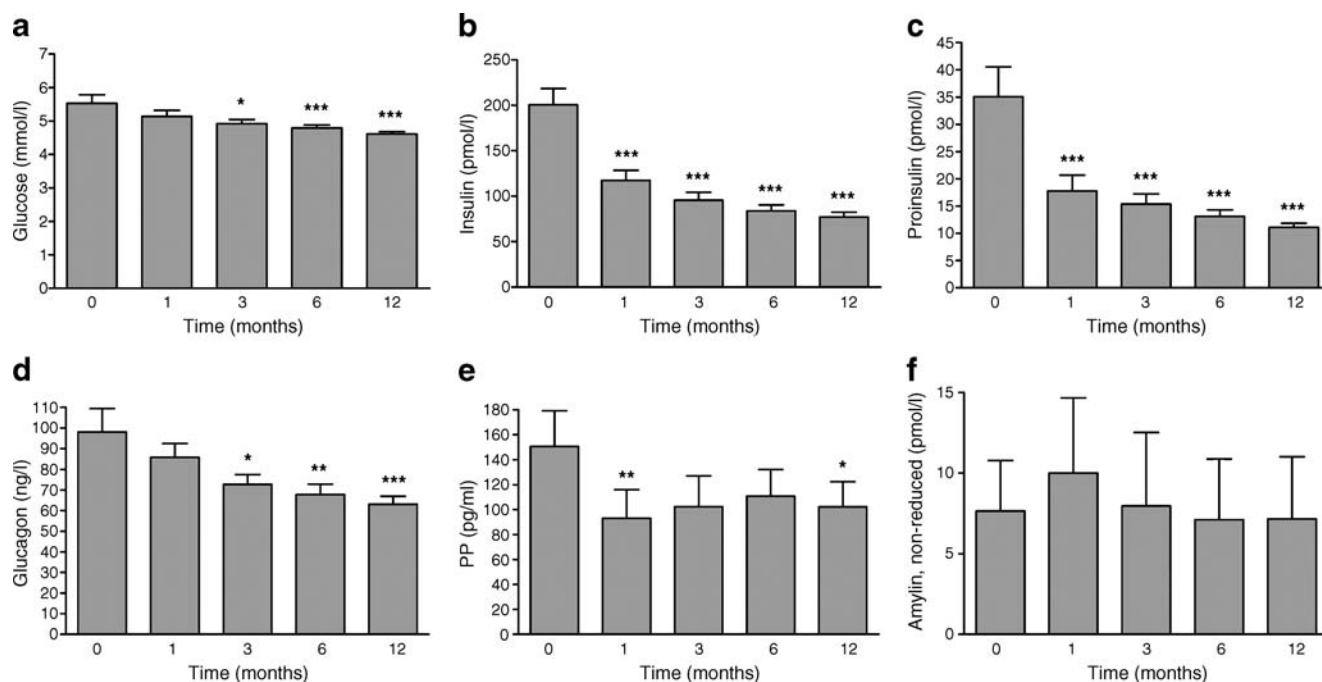 a
Glucose (mmol/l)
7
6
5
4
3
2
1
0
*
***
***
0 1 3 6 12
Time (months)
b
Insulin (pmol/l)
250
200
150
100
50
0
***
***
***
***
0 1 3 6 12
Time (months)
c
Proinsulin (pmol/l)
45
40
35
30
25
20
15
10
5
0
***
***
***
***
0 1 3 6 12
Time (months)
d
Glucagon (ng/l)
110
100
90
80
70
60
50
40
30
20
10
0
*
**
***
0 1 3 6 12
Time (months)
e
PP (pg/ml)
180
160
140
120
100
80
60
40
20
0
**
*
0 1 3 6 12
Time (months)
f
Amylin, non-reduced (pmol/l)
15
10
5
0
0 1 3 6 12
Time (months)